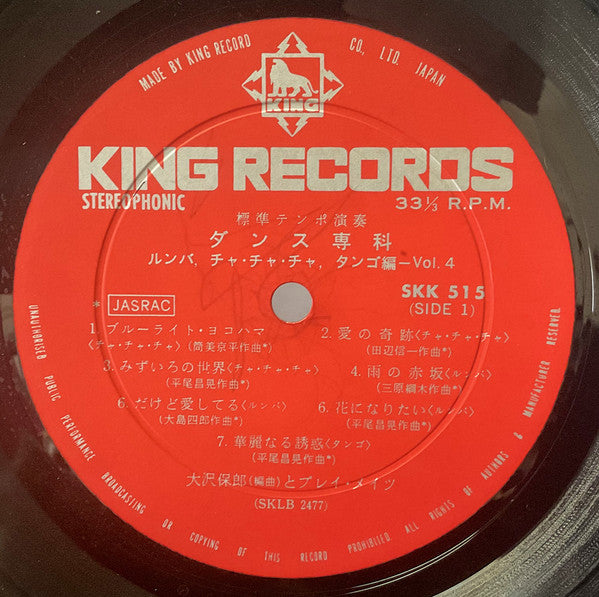 MADE BY KING RECORD CO., LTD. JAPAN
KING
KING RECORDS
STEREOPHONIC
33⅓ R.P.M.
標準テンポ演奏
ダンス専科
ルンバ, チャ・チャ・チャ, タンゴ編－Vol. 4
SKK 515
* JASRAC
(SIDE 1)
1. ブルーライト・ヨコハマ
〈チャ・チャ・チャ〉(筒美京平作曲*)
2. 愛の奇跡〈チャ・チャ・チャ〉
(田辺信一作曲*)
3. みずいろの世界〈チャ・チャ・チャ〉
(平尾昌晃作曲*)
4. 雨の赤坂〈ルンバ〉
(三原綱木作曲*)
6. だけど愛してる〈ルンバ〉
(大島四郎作曲*)
6. 花になりたい〈ルンバ〉
(平尾昌晃作曲*)
7. 華麗なる誘惑〈タンゴ〉
(平尾昌晃作曲*)
大沢保郎(編曲)とプレイ・メイツ
(SKLB 2477)
UNAUTHORISED PUBLIC PERFORMANCE BROADCASTING OR COPYING OF THIS RECORD PROHIBITED. ALL RIGHTS OF AUTHORS & MANUFACTURER RESERVED